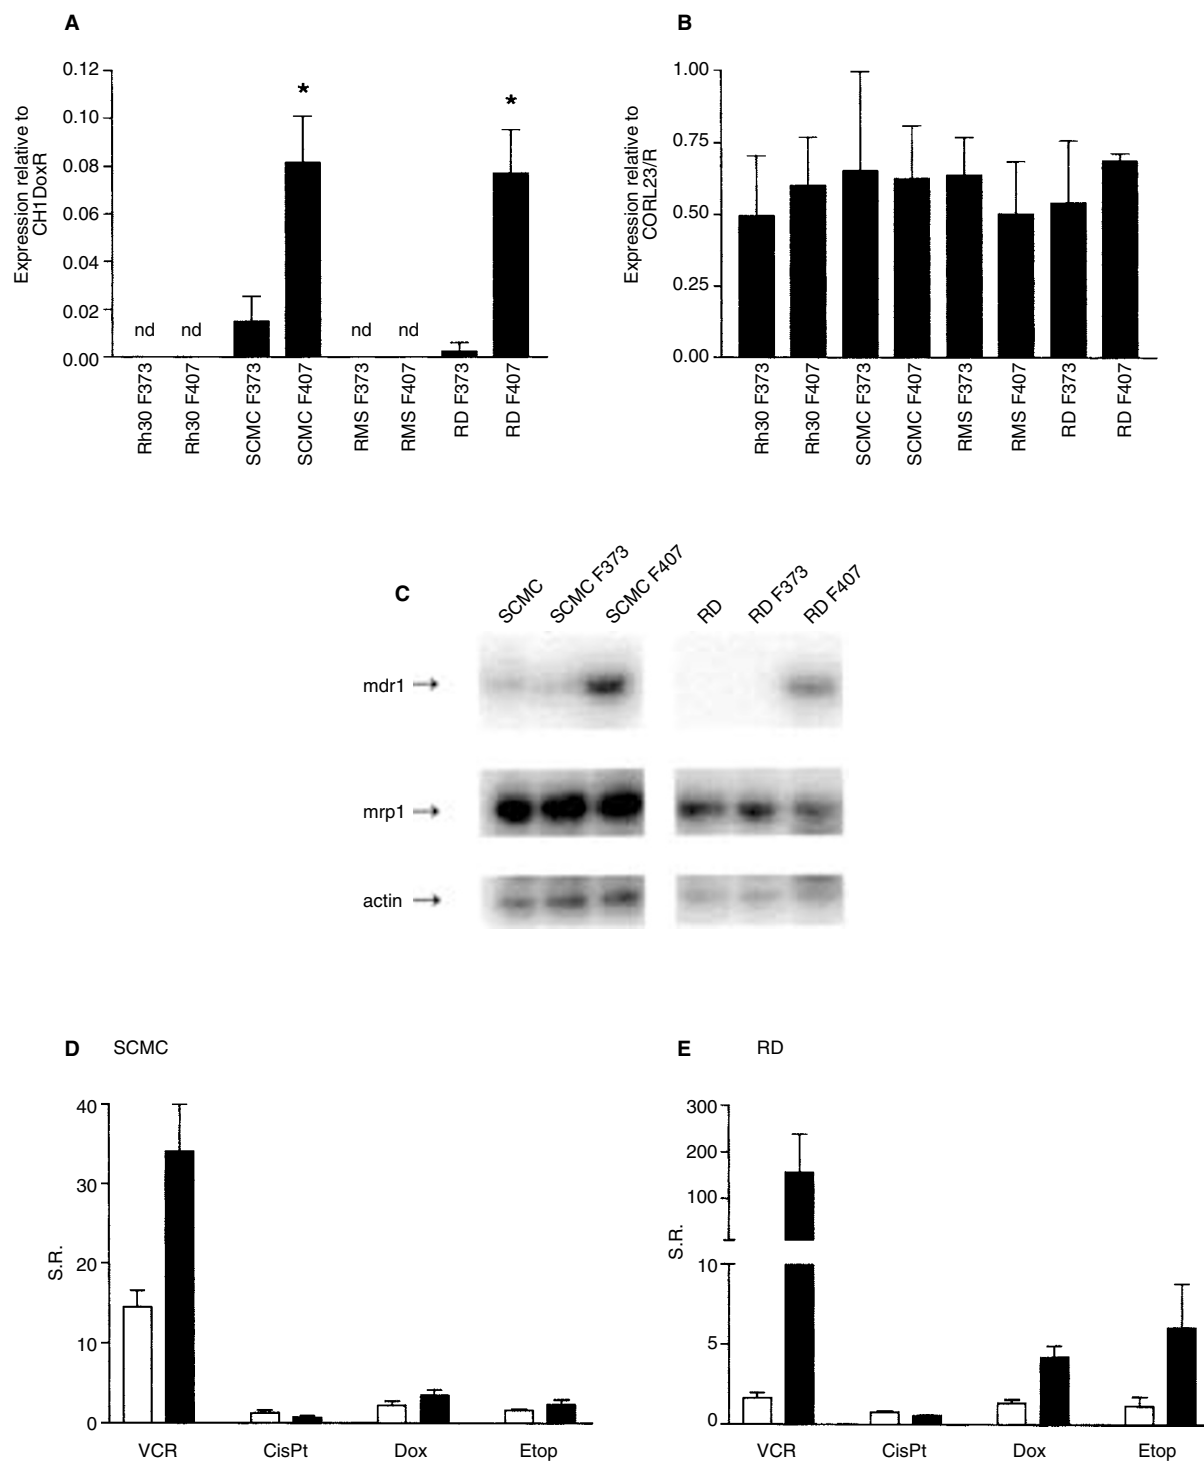 A
Expression relative to
CH1DoxR
0.12
0.10
0.08
0.06
0.04
0.02
0.00
*
*
nd
nd
nd
nd
Rh30 F373
Rh30 F407
SCMC F373
SCMC F407
RMS F373
RMS F407
RD F373
RD F407
B
Expression relative to
CORL23/R
1.00
0.75
0.50
0.25
0.00
Rh30 F373
Rh30 F407
SCMC F373
SCMC F407
RMS F373
RMS F407
RD F373
RD F407
C
SCMC
SCMC F373
SCMC F407
RD
RD F373
RD F407
mdr1
mrp1
actin
D SCMC
S.R.
40
30
20
10
0
VCR CisPt Dox Etop
E RD
S.R.
300
200
100
10
5
0
VCR CisPt Dox Etop